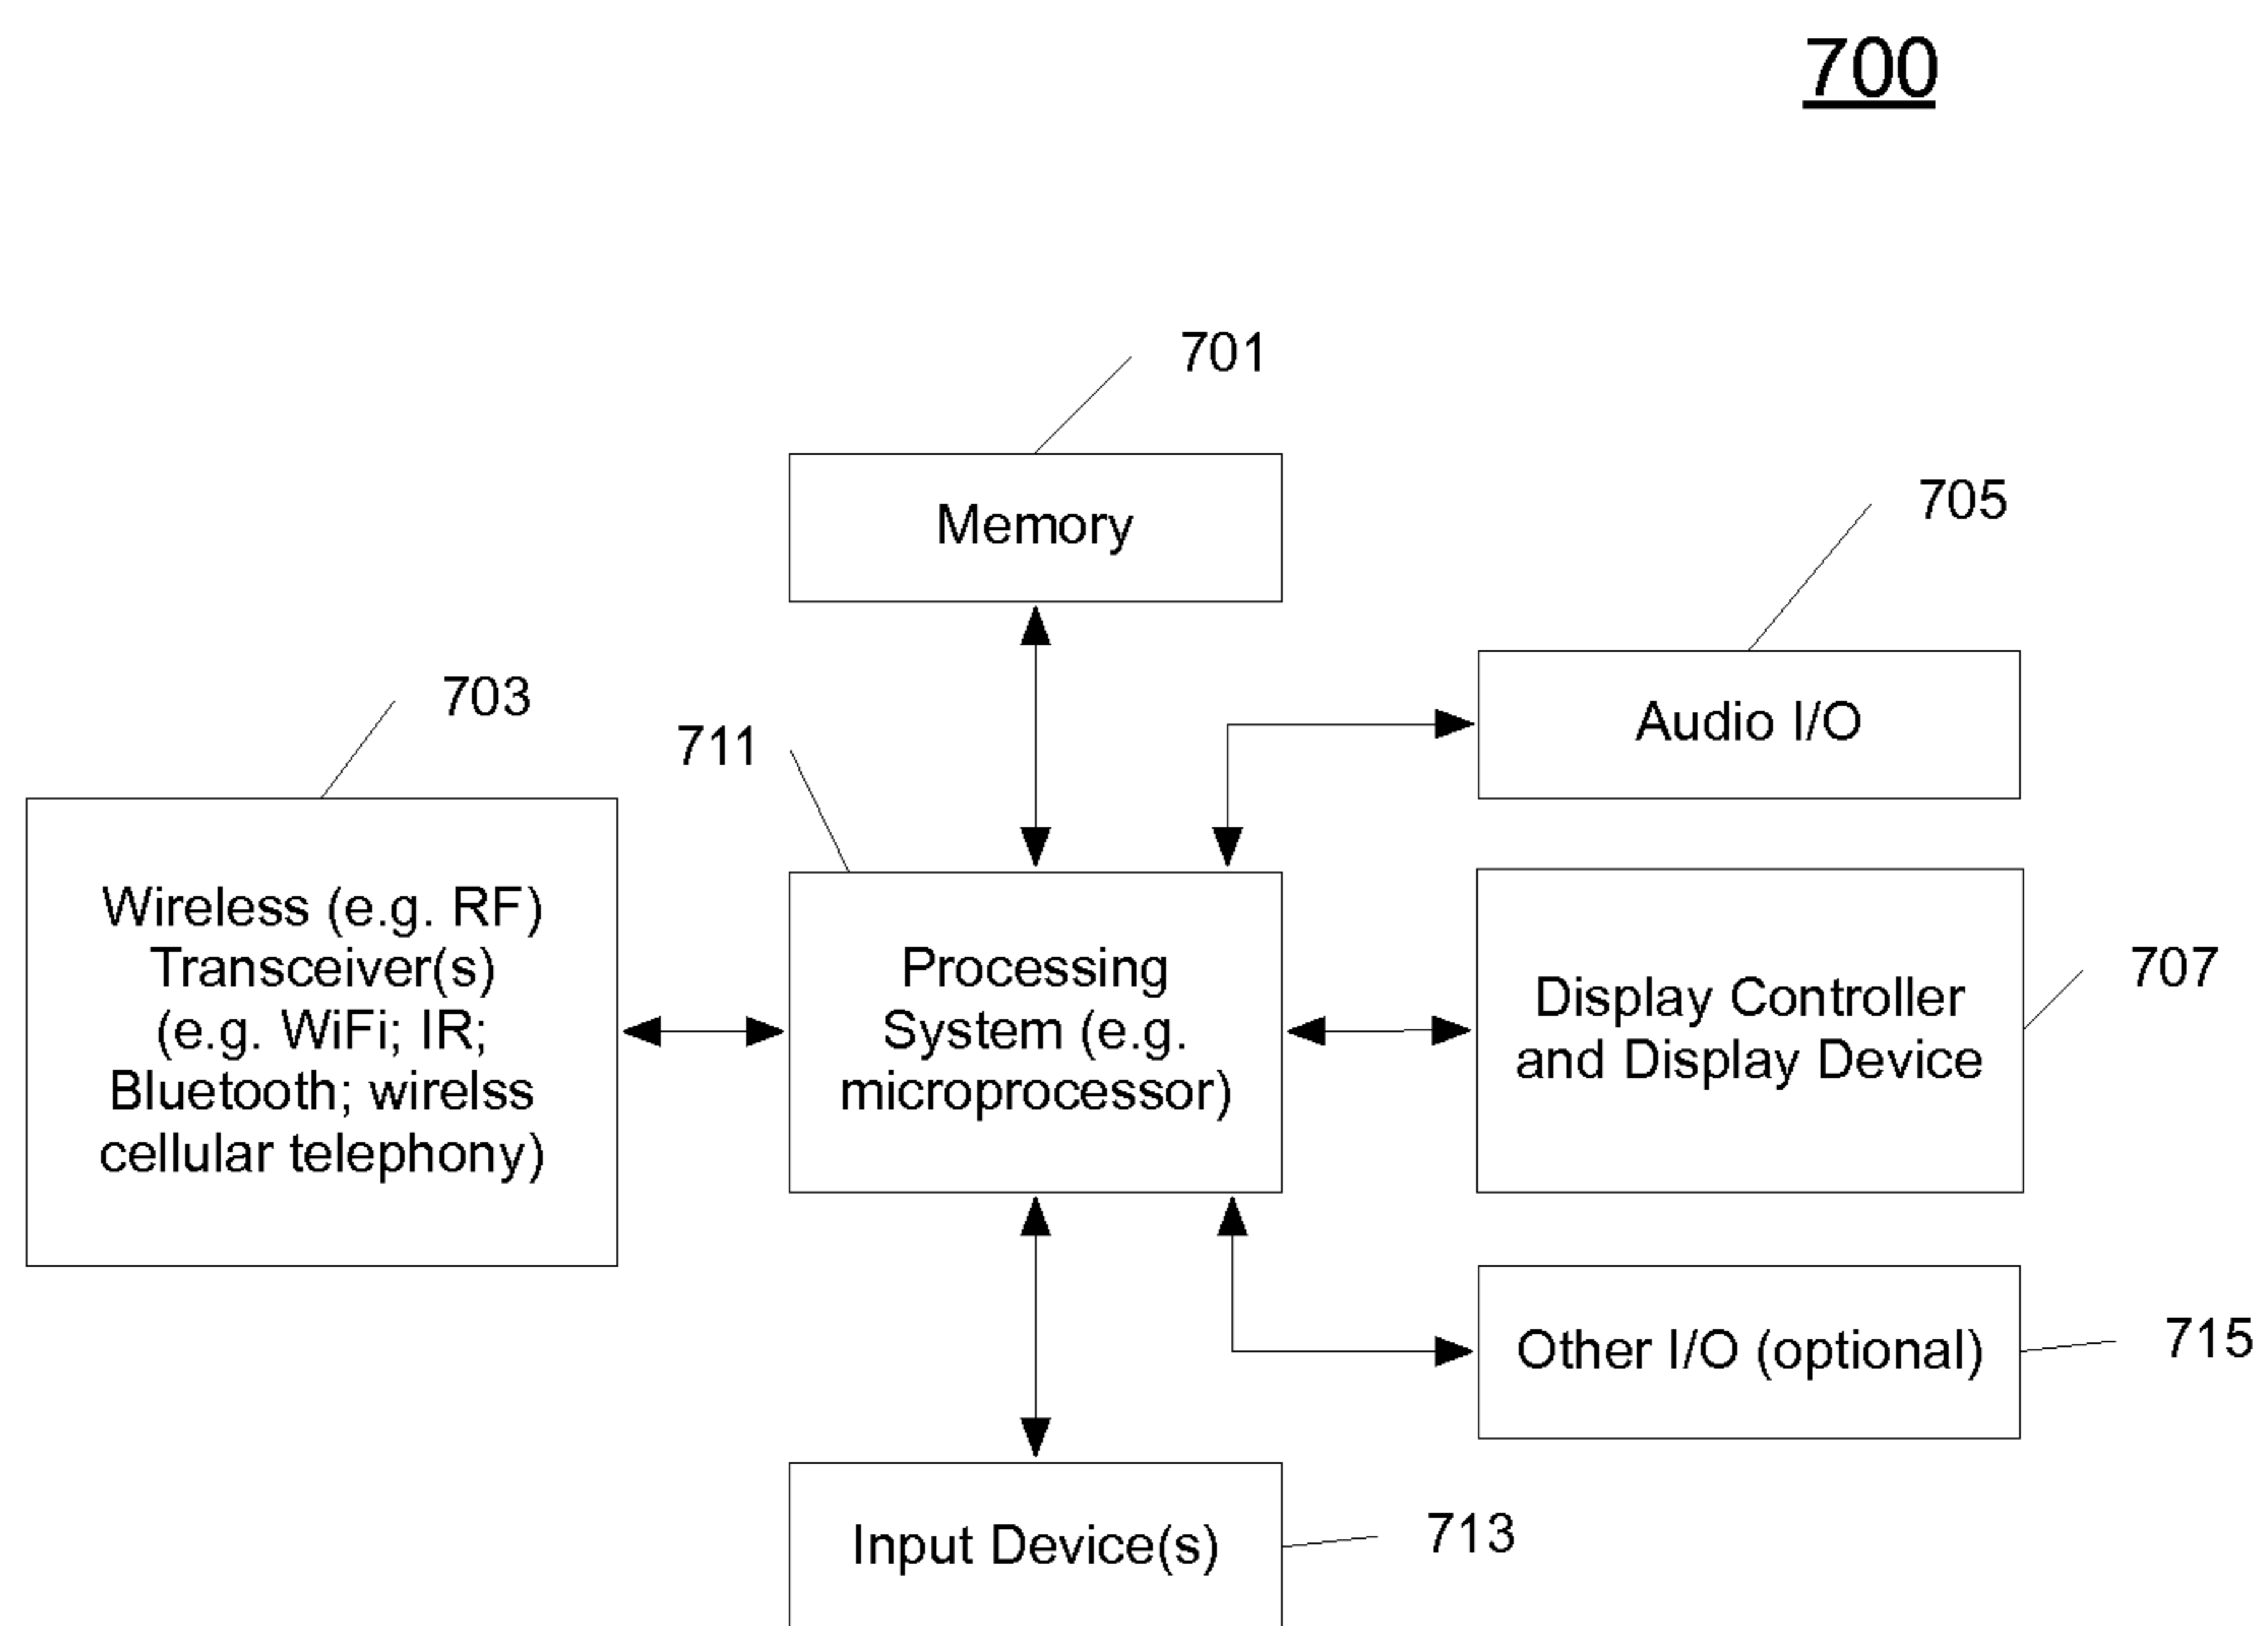 700
701
Memory
705
Audio I/O
703
711
Wireless (e.g. RF)
Transceiver(s)
(e.g. WiFi; IR;
Bluetooth; wirelss
cellular telephony)
Processing
System (e.g.
microprocessor)
Display Controller
and Display Device
707
Other I/O (optional)
715
Input Device(s)
713